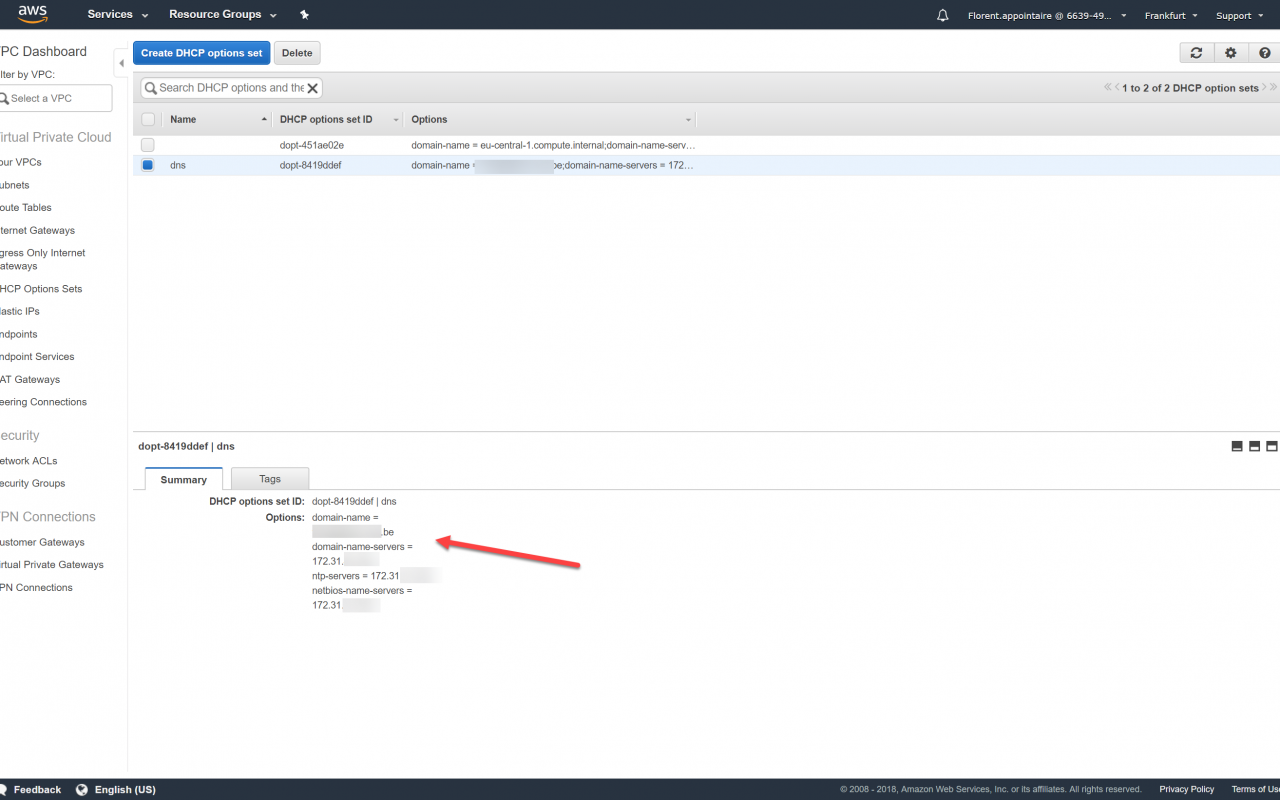 aws
Services
Resource Groups
Florent.appointaire @ 6639-49...
Frankfurt
Support
PC Dashboard
lter by VPC:
Select a VPC
irtual Private Cloud
our VPCs
ubnets
oute Tables
ternet Gateways
gress Only Internet
ateways
HCP Options Sets
lastic IPs
ndpoints
ndpoint Services
AT Gateways
eering Connections
ecurity
etwork ACLs
ecurity Groups
PN Connections
ustomer Gateways
irtual Private Gateways
PN Connections
Create DHCP options set
Delete
Search DHCP options and the
1 to 2 of 2 DHCP option sets
Name
DHCP options set ID
Options
dopt-451ae02e
domain-name = eu-central-1.compute.internal;domain-name-serv...
dns
dopt-8419ddef
domain-name = be;domain-name-servers = 172...
dopt-8419ddef | dns
Summary
Tags
DHCP options set ID: dopt-8419ddef | dns
Options: domain-name =
.be
domain-name-servers =
172.31.
ntp-servers = 172.31
netbios-name-servers =
172.31.
Feedback
English (US)
© 2008 - 2018, Amazon Web Services, Inc. or its affiliates. All rights reserved.
Privacy Policy
Terms of Us